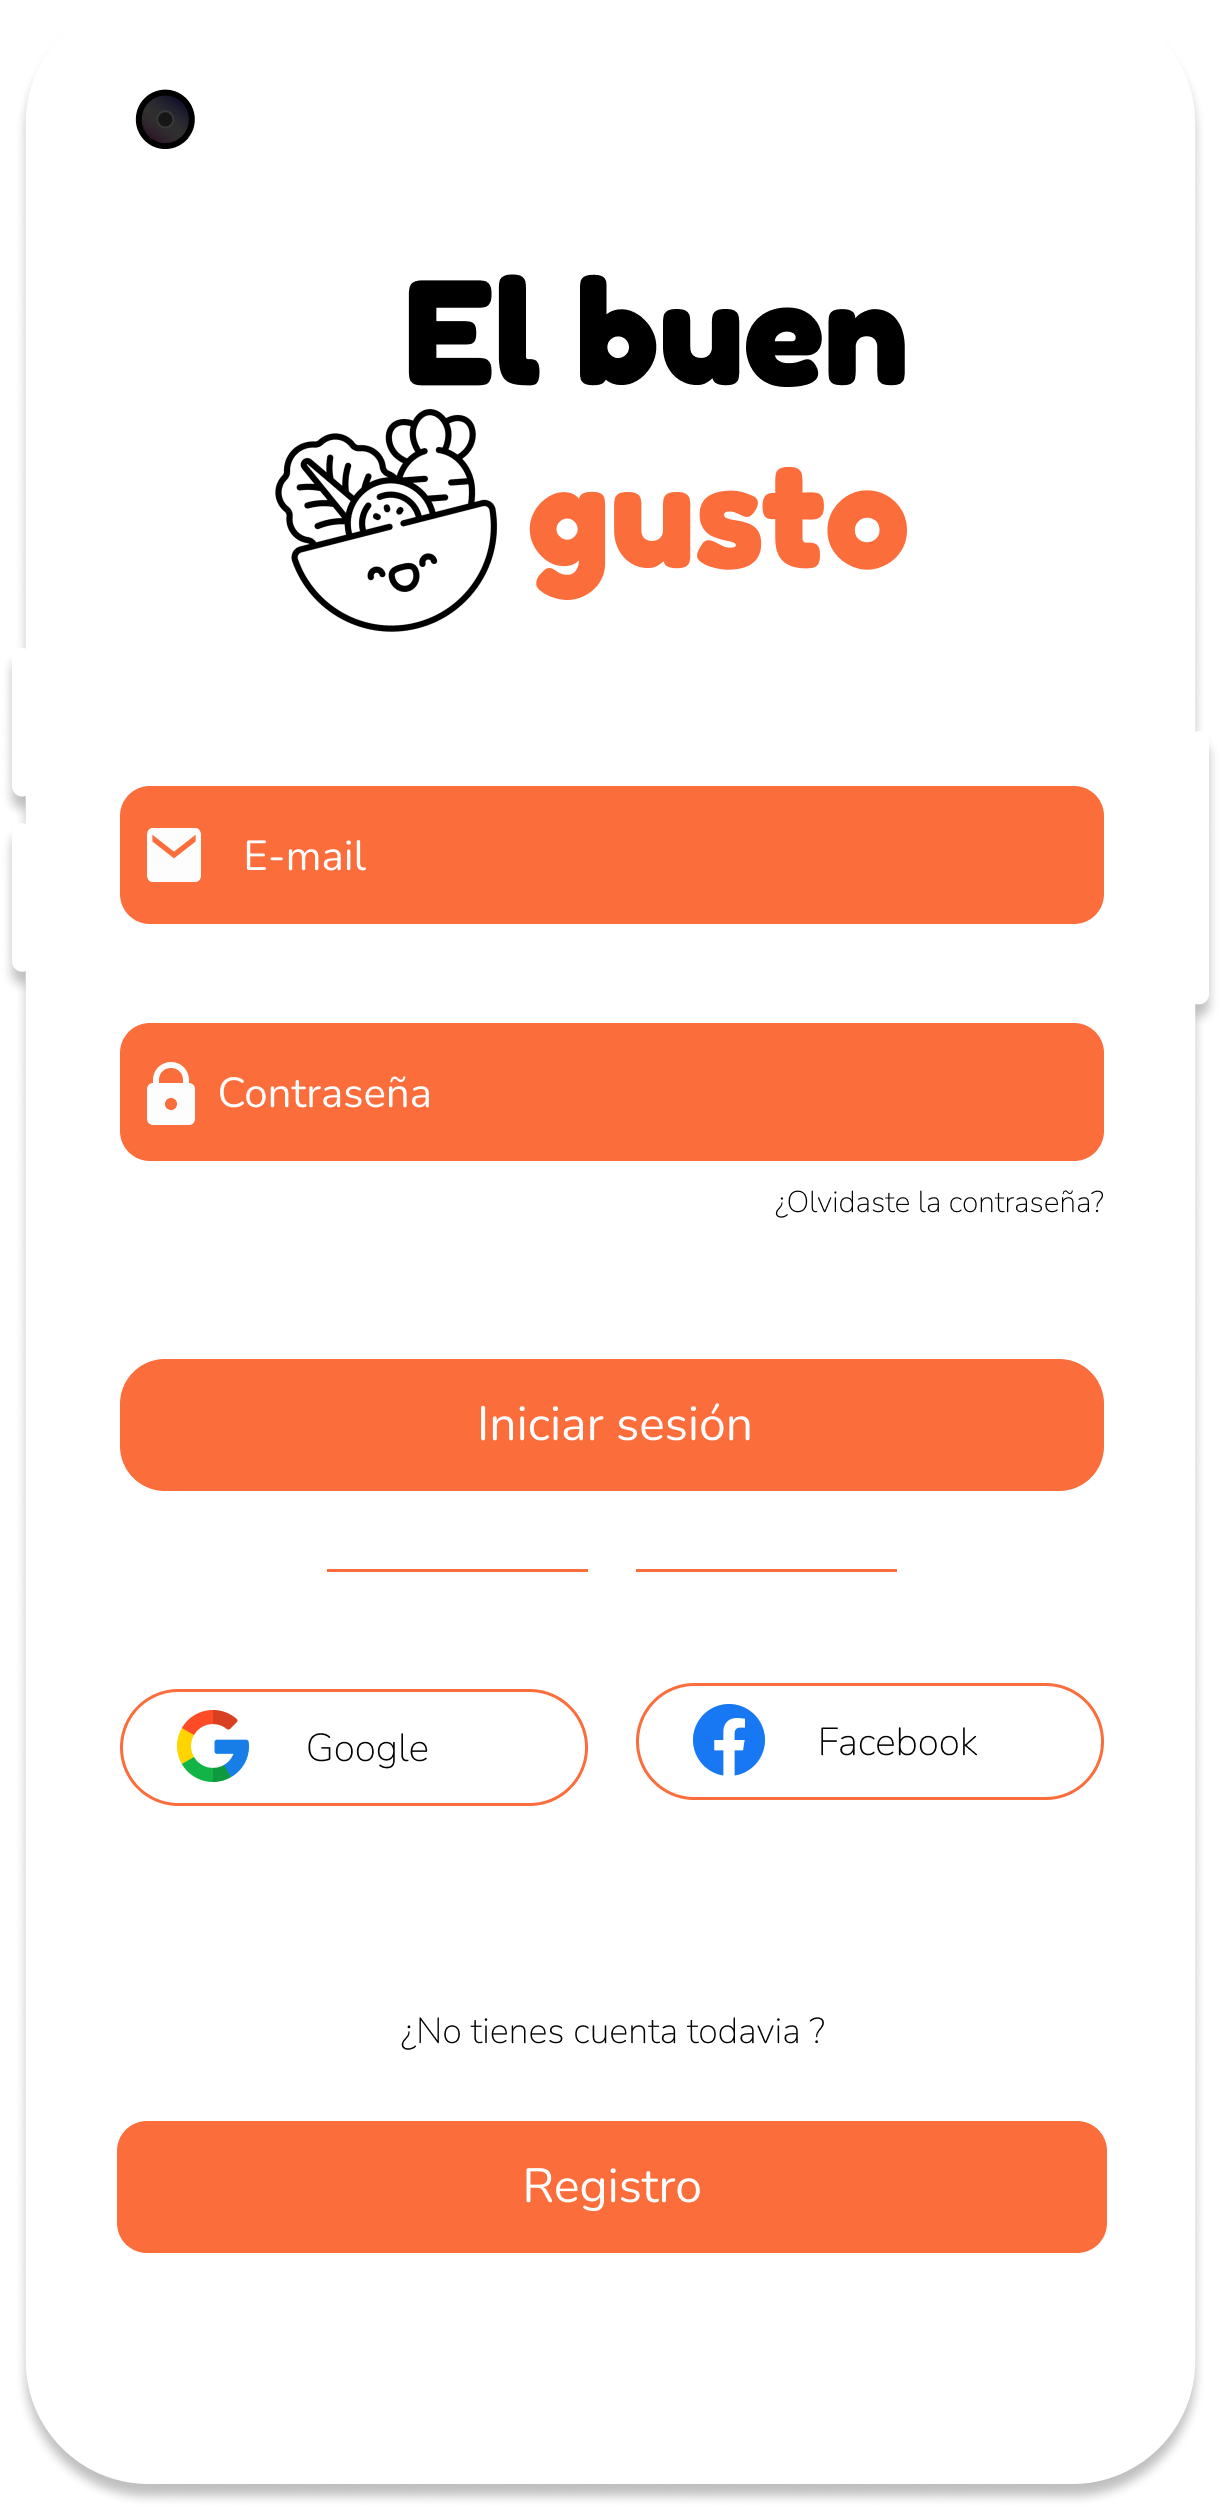 El buen
gusto
E-mail
Contraseña
¿Olvidaste la contraseña?
Iniciar sesión
Google
Facebook
¿No tienes cuenta todavia ?
Registro